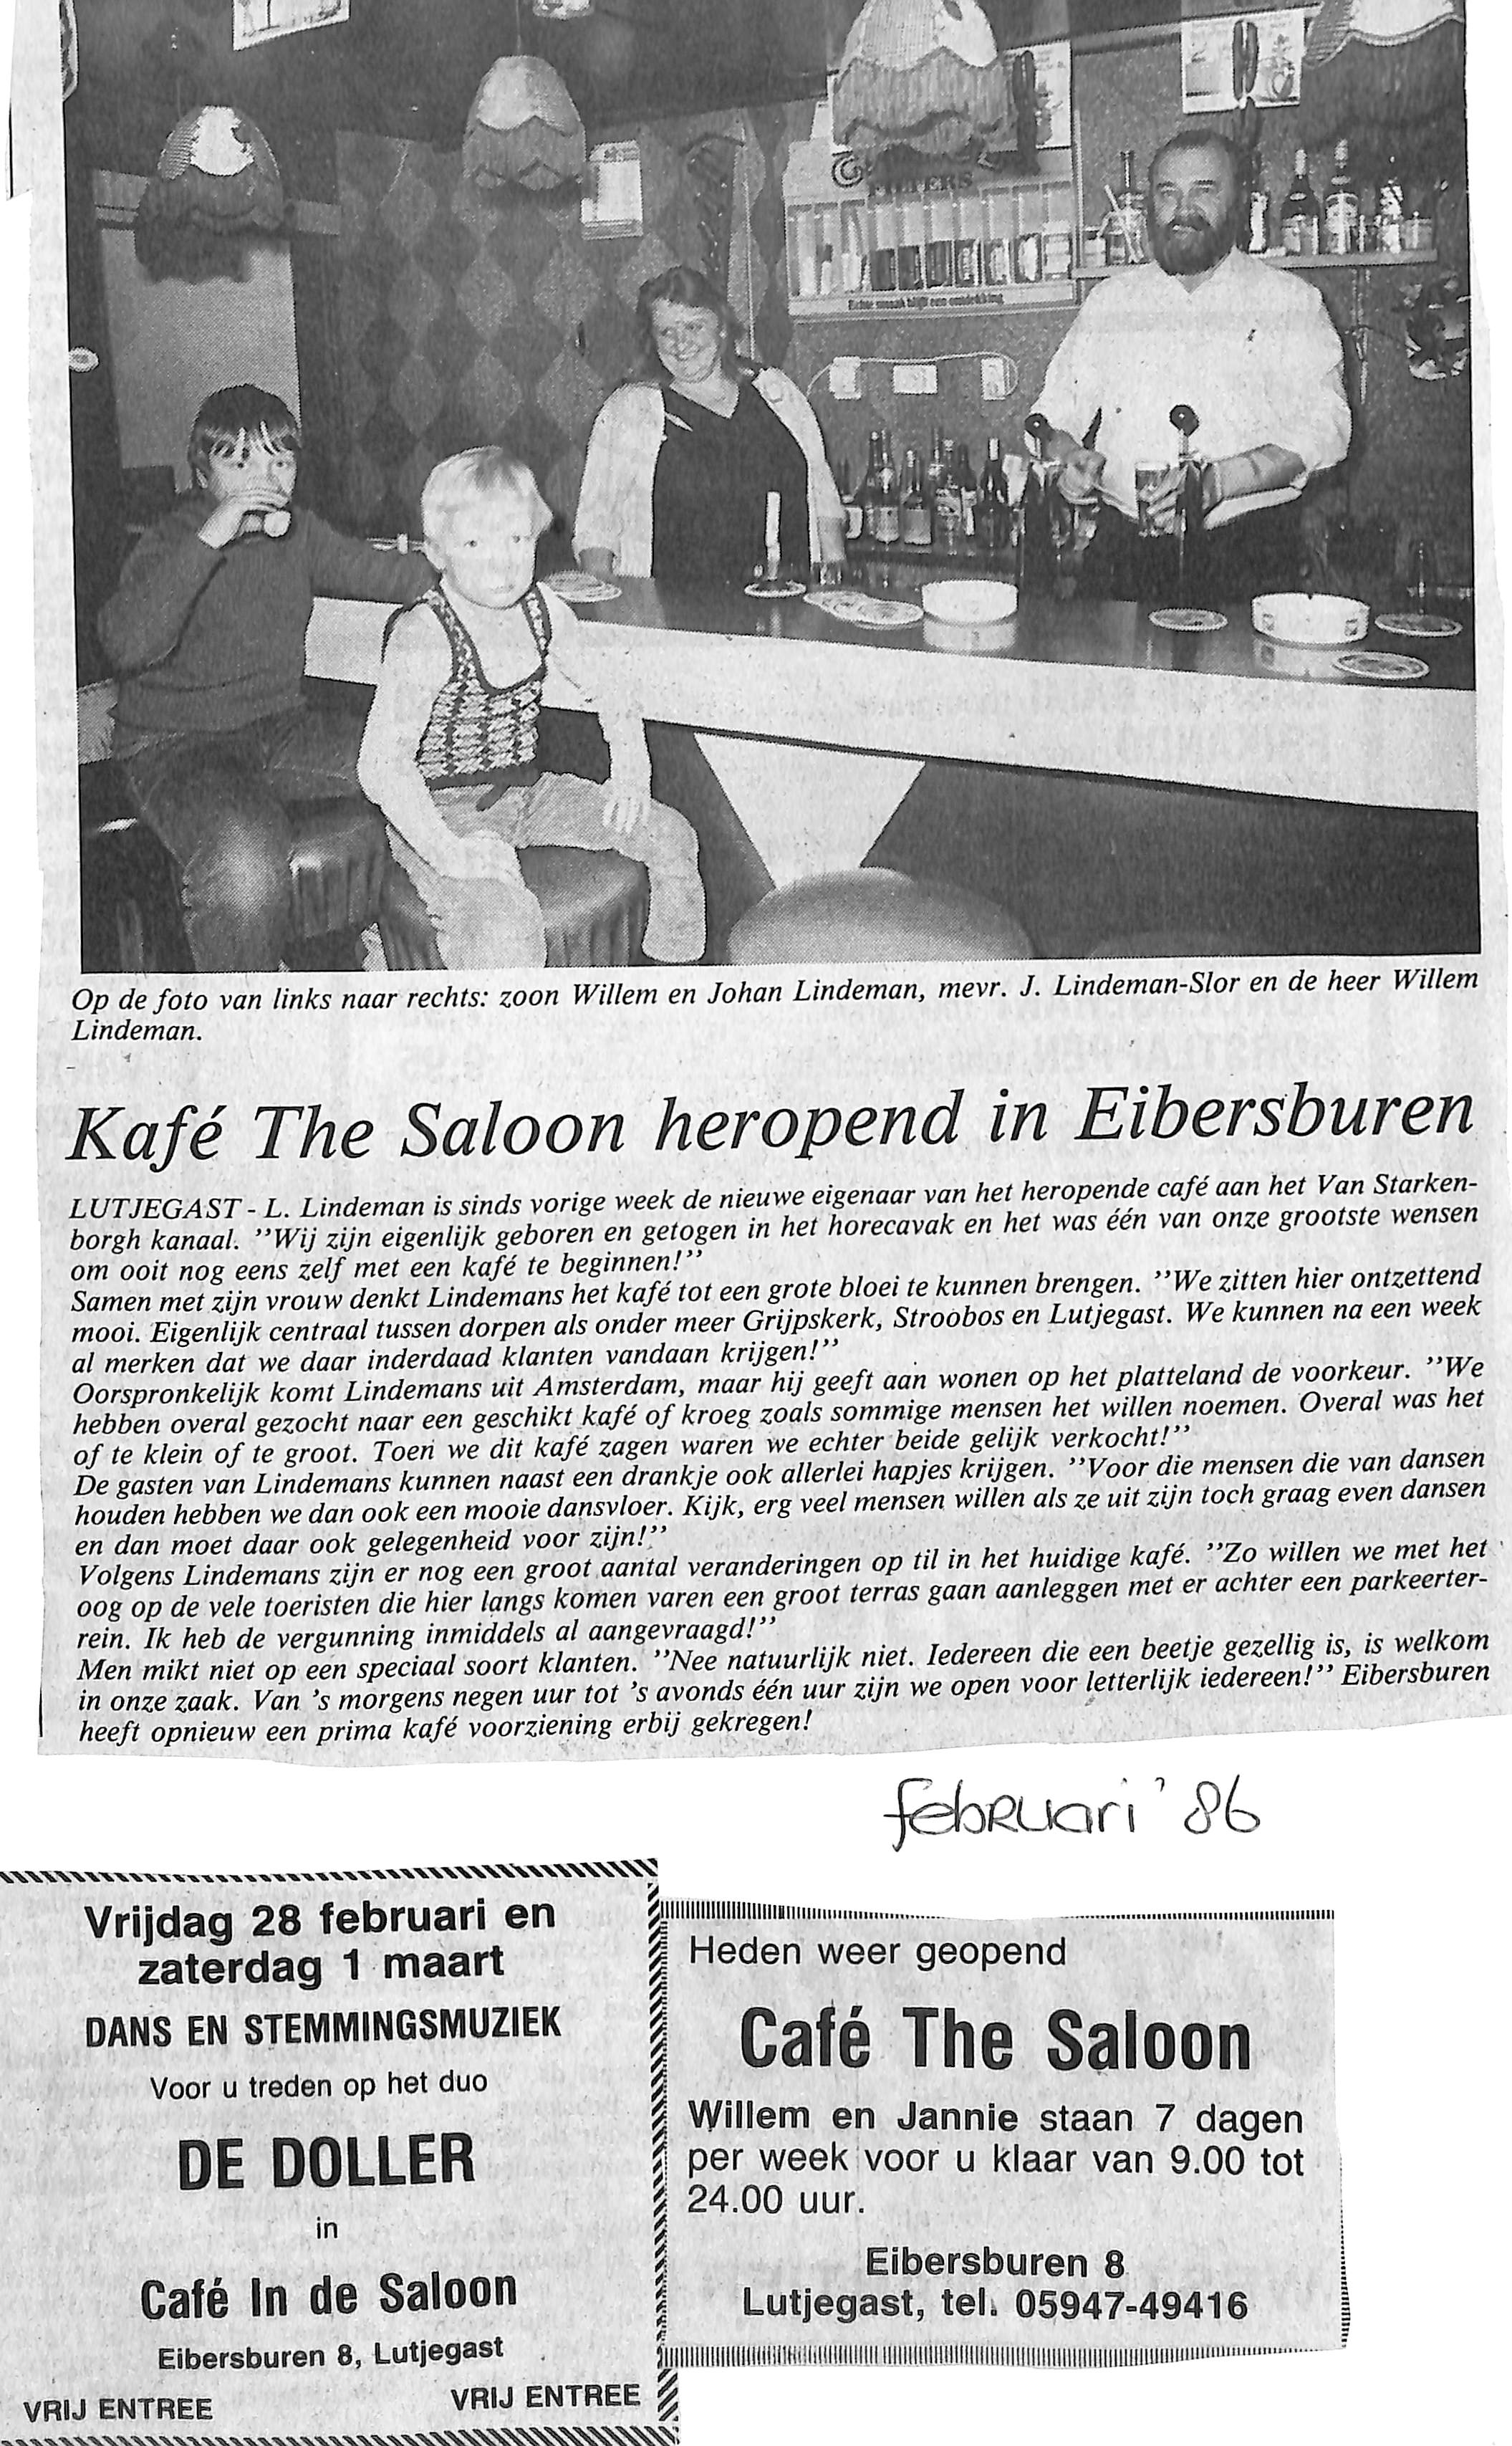 FILTERS
Echte smaak blijft een ontdekking
Op de foto van links naar rechts: zoon Willem en Johan Lindeman, mevr. J. Lindeman-Slor en de heer Willem
Lindeman.
Kafé The Saloon heropend in Eibersburen
LUTJEGAST - L. Lindeman is sinds vorige week de nieuwe eigenaar van het heropende café aan het Van Starken-
borgh kanaal. ''Wij zijn eigenlijk geboren en getogen in het horecavak en het was één van onze grootste wensen
om ooit nog eens zelf met een kafé te beginnen!''
Samen met zijn vrouw denkt Lindemans het kafé tot een grote bloei te kunnen brengen. ''We zitten hier ontzettend
mooi. Eigenlijk centraal tussen dorpen als onder meer Grijpskerk, Stroobos en Lutjegast. We kunnen na een week
al merken dat we daar inderdaad klanten vandaan krijgen!''
Oorspronkelijk komt Lindemans uit Amsterdam, maar hij geeft aan wonen op het platteland de voorkeur. ''We
hebben overal gezocht naar een geschikt kafé of kroeg zoals sommige mensen het willen noemen. Overal was het
of te klein of te groot. Toen we dit kafé zagen waren we echter beide gelijk verkocht!''
De gasten van Lindemans kunnen naast een drankje ook allerlei hapjes krijgen. ''Voor die mensen die van dansen
houden hebben we dan ook een mooie dansvloer. Kijk, erg veel mensen willen als ze uit zijn toch graag even dansen
en dan moet daar ook gelegenheid voor zijn!''
Volgens Lindemans zijn er nog een groot aantal veranderingen op til in het huidige kafé. ''Zo willen we met het
oog op de vele toeristen die hier langs komen varen een groot terras gaan aanleggen met er achter een parkeerter-
rein. Ik heb de vergunning inmiddels al aangevraagd!''
Men mikt niet op een speciaal soort klanten. ''Nee natuurlijk niet. Iedereen die een beetje gezellig is, is welkom
in onze zaak. Van 's morgens negen uur tot 's avonds één uur zijn we open voor letterlijk iedereen!'' Eibersburen
heeft opnieuw een prima kafé voorziening erbij gekregen!
februari '86
Vrijdag 28 februari en
zaterdag 1 maart
DANS EN STEMMINGSMUZIEK
Voor u treden op het duo
DE DOLLER
in
Café In de Saloon
Eibersburen 8, Lutjegast
VRIJ ENTREE VRIJ ENTREE
Heden weer geopend
Café The Saloon
Willem en Jannie staan 7 dagen
per week voor u klaar van 9.00 tot
24.00 uur.
Eibersburen 8
Lutjegast, tel. 05947-49416